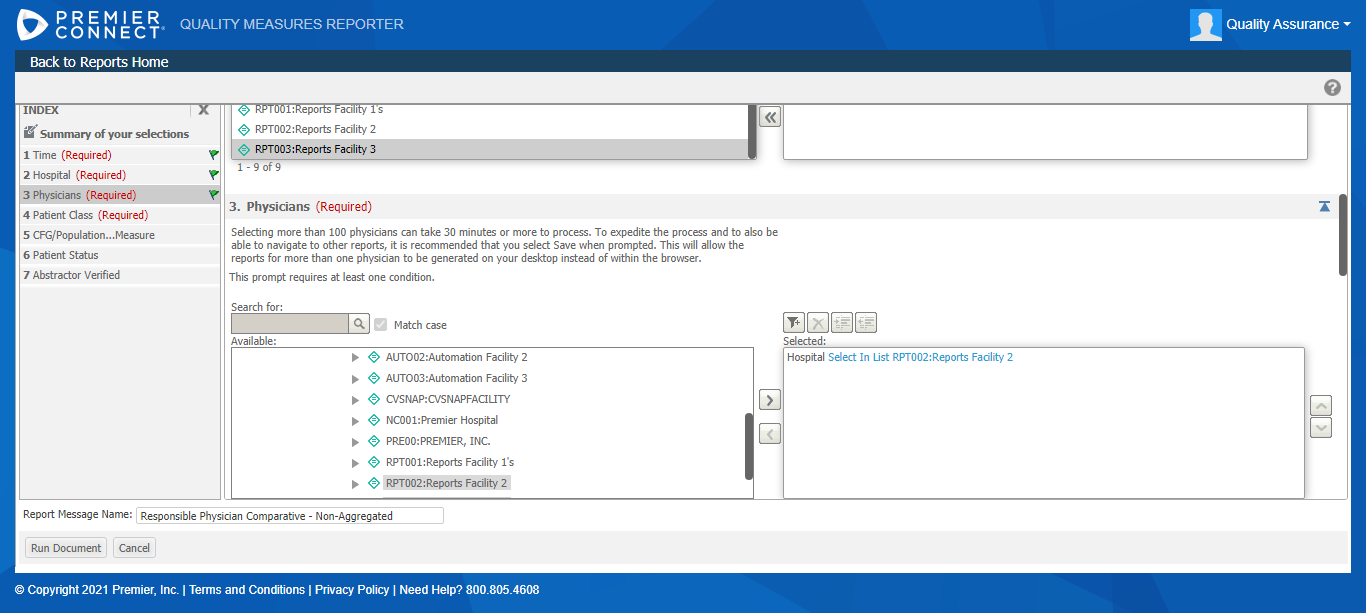 PREMIER
CONNECT
QUALITY MEASURES REPORTER
Quality Assurance
Back to Reports Home
INDEX
Summary of your selections
1 Time (Required)
2 Hospital (Required)
3 Physicians (Required)
4 Patient Class (Required)
5 CFG/Population...Measure
6 Patient Status
7 Abstractor Verified
RPT001:Reports Facility 1's
RPT002:Reports Facility 2
RPT003:Reports Facility 3
1 - 9 of 9
3. Physicians (Required)
Selecting more than 100 physicians can take 30 minutes or more to process. To expedite the process and to also be
able to navigate to other reports, it is recommended that you select Save when prompted. This will allow the
reports for more than one physician to be generated on your desktop instead of within the browser.
This prompt requires at least one condition.
Search for:
Match case
Available:
AUTO02:Automation Facility 2
AUTO03:Automation Facility 3
CVSNAP:CVSNAPFACILITY
NC001:Premier Hospital
PRE00:PREMIER, INC.
RPT001:Reports Facility 1's
RPT002:Reports Facility 2
Selected:
Hospital Select In List RPT002:Reports Facility 2
Report Message Name: Responsible Physician Comparative - Non-Aggregated
Run Document Cancel
© Copyright 2021 Premier, Inc. | Terms and Conditions | Privacy Policy | Need Help? 800.805.4608